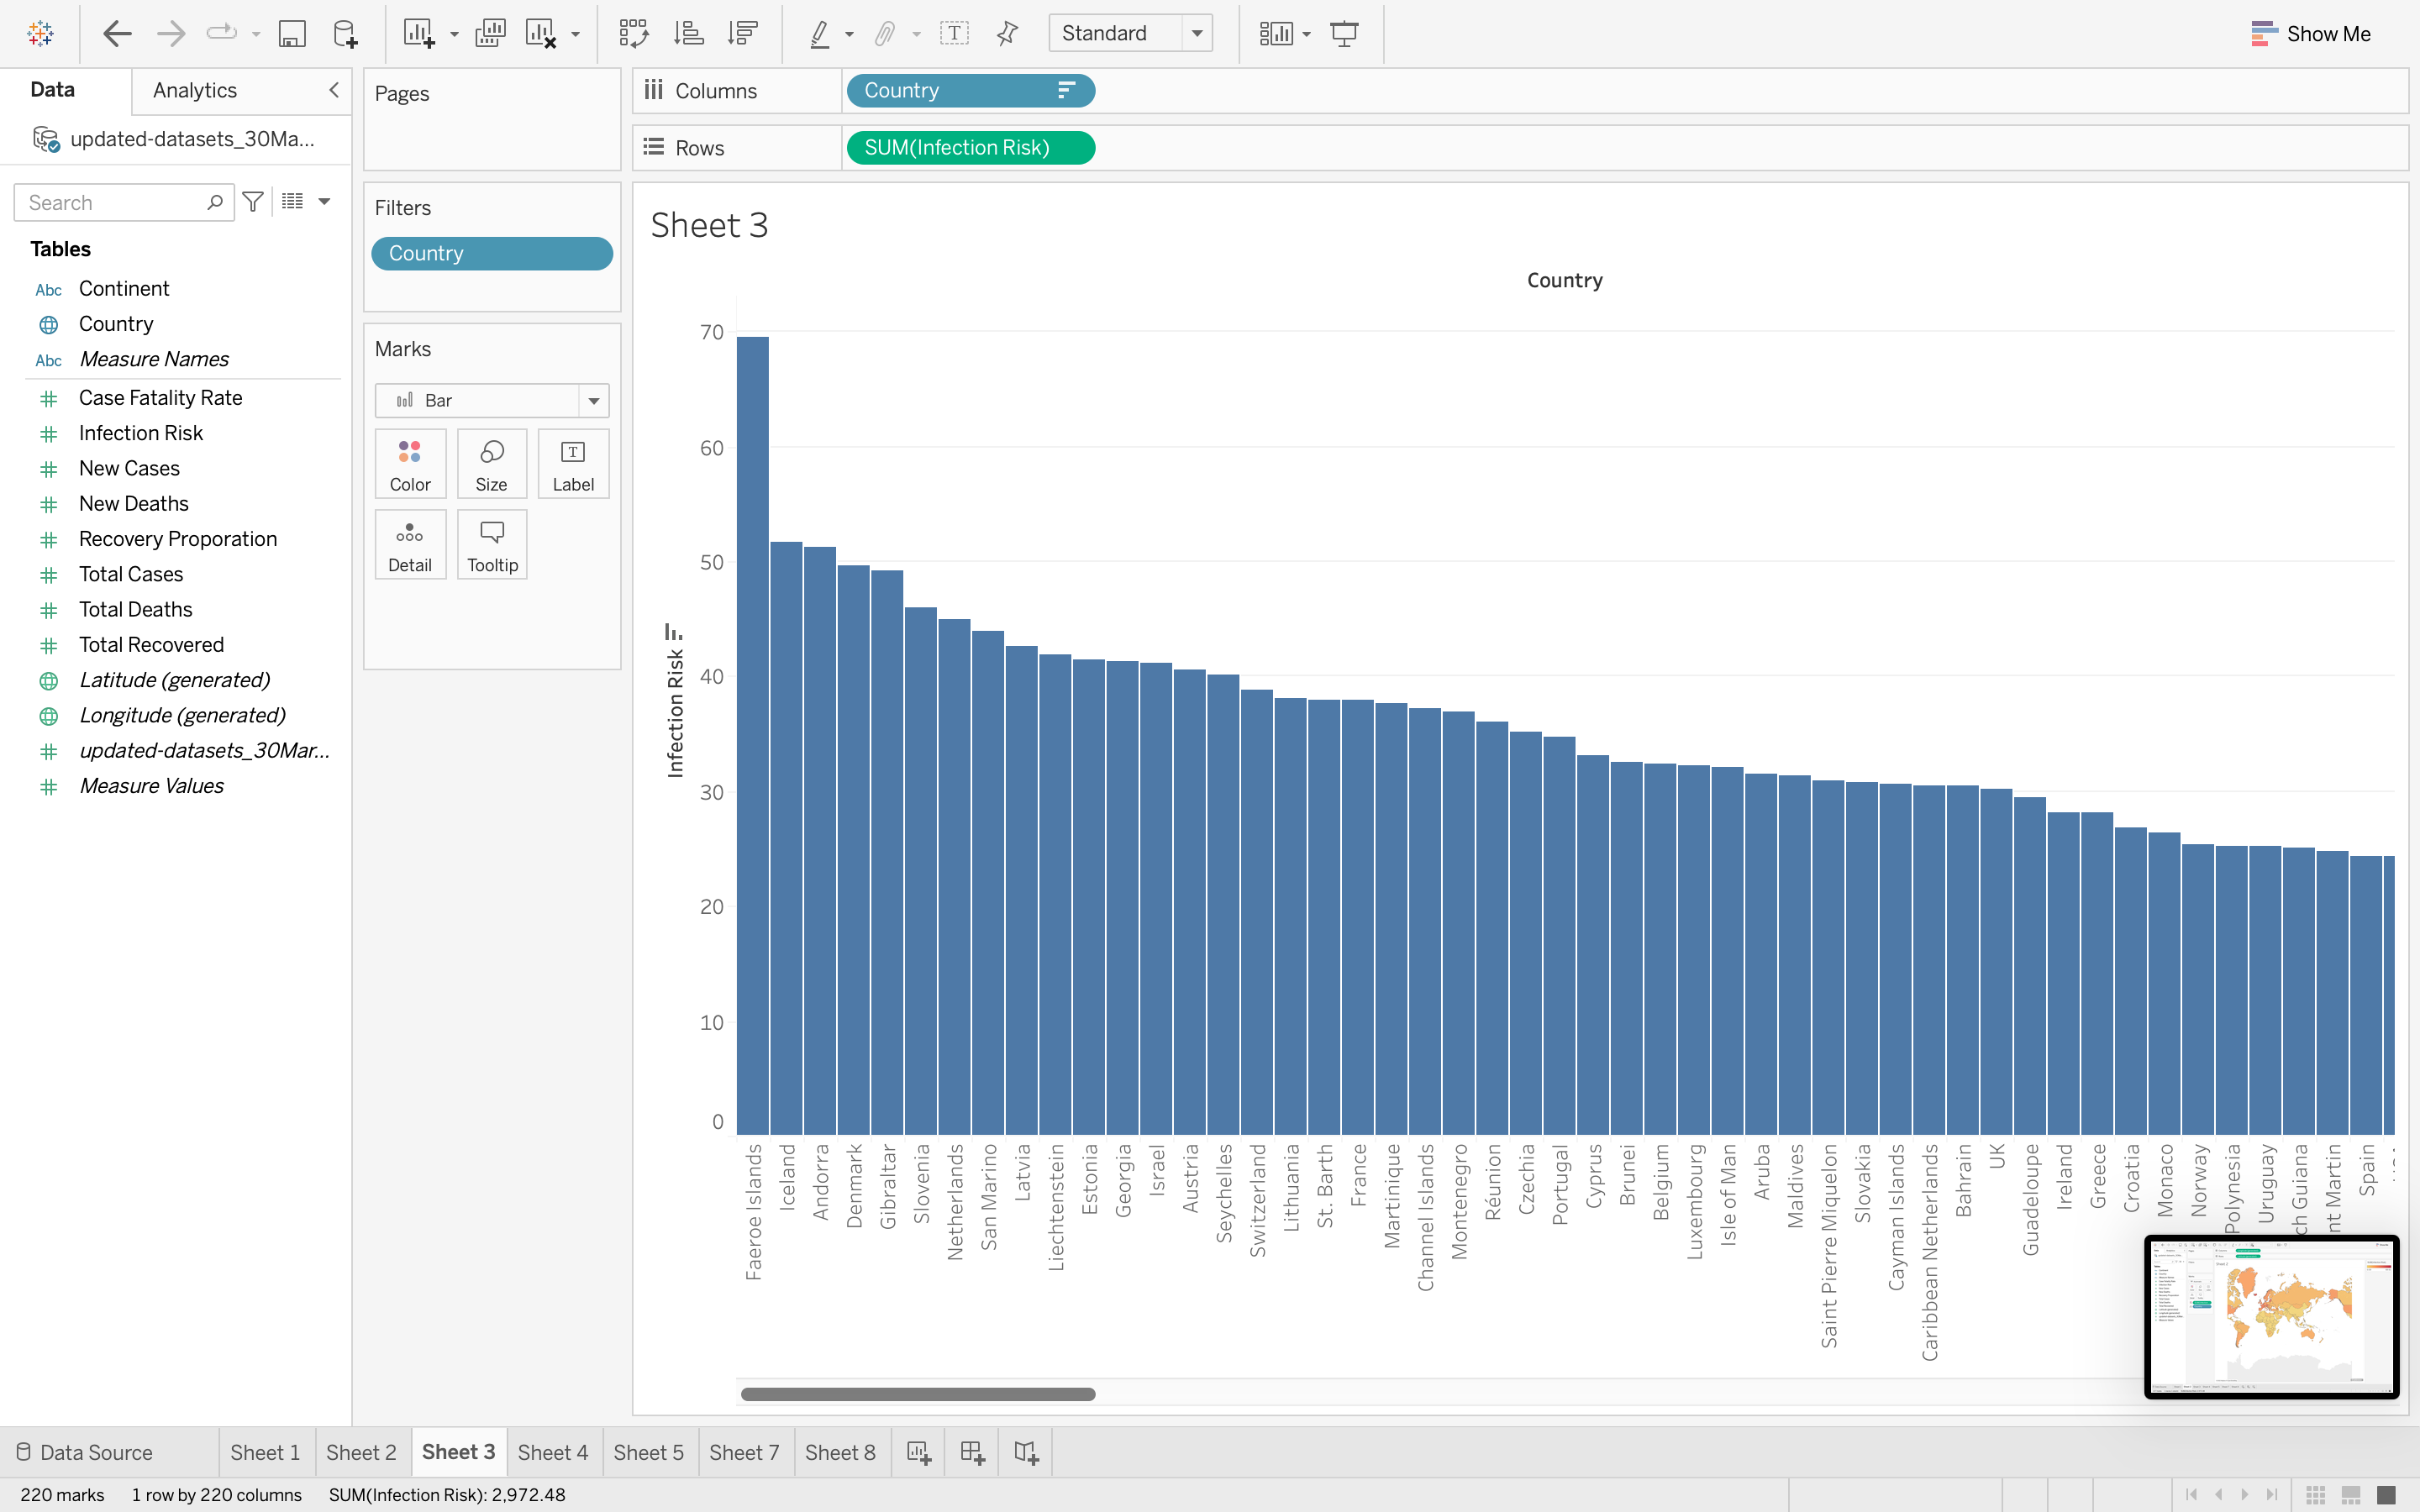 Standard
Show Me
Data
Analytics
updated-datasets_30Ma...
Search
Tables
Abc Continent
Country
Abc Measure Names
Case Fatality Rate
Infection Risk
New Cases
New Deaths
Recovery Proporation
Total Cases
Total Deaths
Total Recovered
Latitude (generated)
Longitude (generated)
updated-datasets_30Mar...
Measure Values
Pages
Filters
Country
Marks
Bar
Color
Size
Label
Detail
Tooltip
Columns
Country
Rows
SUM(Infection Risk)
Sheet 3
Country
Infection Risk
70
60
50
40
30
20
10
0
Faeroe Islands
Iceland
Andorra
Denmark
Gibraltar
Slovenia
Netherlands
San Marino
Latvia
Liechtenstein
Estonia
Georgia
Israel
Austria
Seychelles
Switzerland
Lithuania
St. Barth
France
Martinique
Channel Islands
Montenegro
Réunion
Czechia
Portugal
Cyprus
Brunei
Belgium
Luxembourg
Isle of Man
Aruba
Maldives
Saint Pierre Miquelon
Slovakia
Cayman Islands
Caribbean Netherlands
Bahrain
UK
Guadeloupe
Ireland
Greece
Croatia
Monaco
Norway
Polynesia
Uruguay
ch Guiana
nt Martin
Spain
Data Source
Sheet 1
Sheet 2
Sheet 3
Sheet 4
Sheet 5
Sheet 6
Sheet 7
Sheet 8
220 marks
1 row by 220 columns
SUM(Infection Risk): 2,972.48